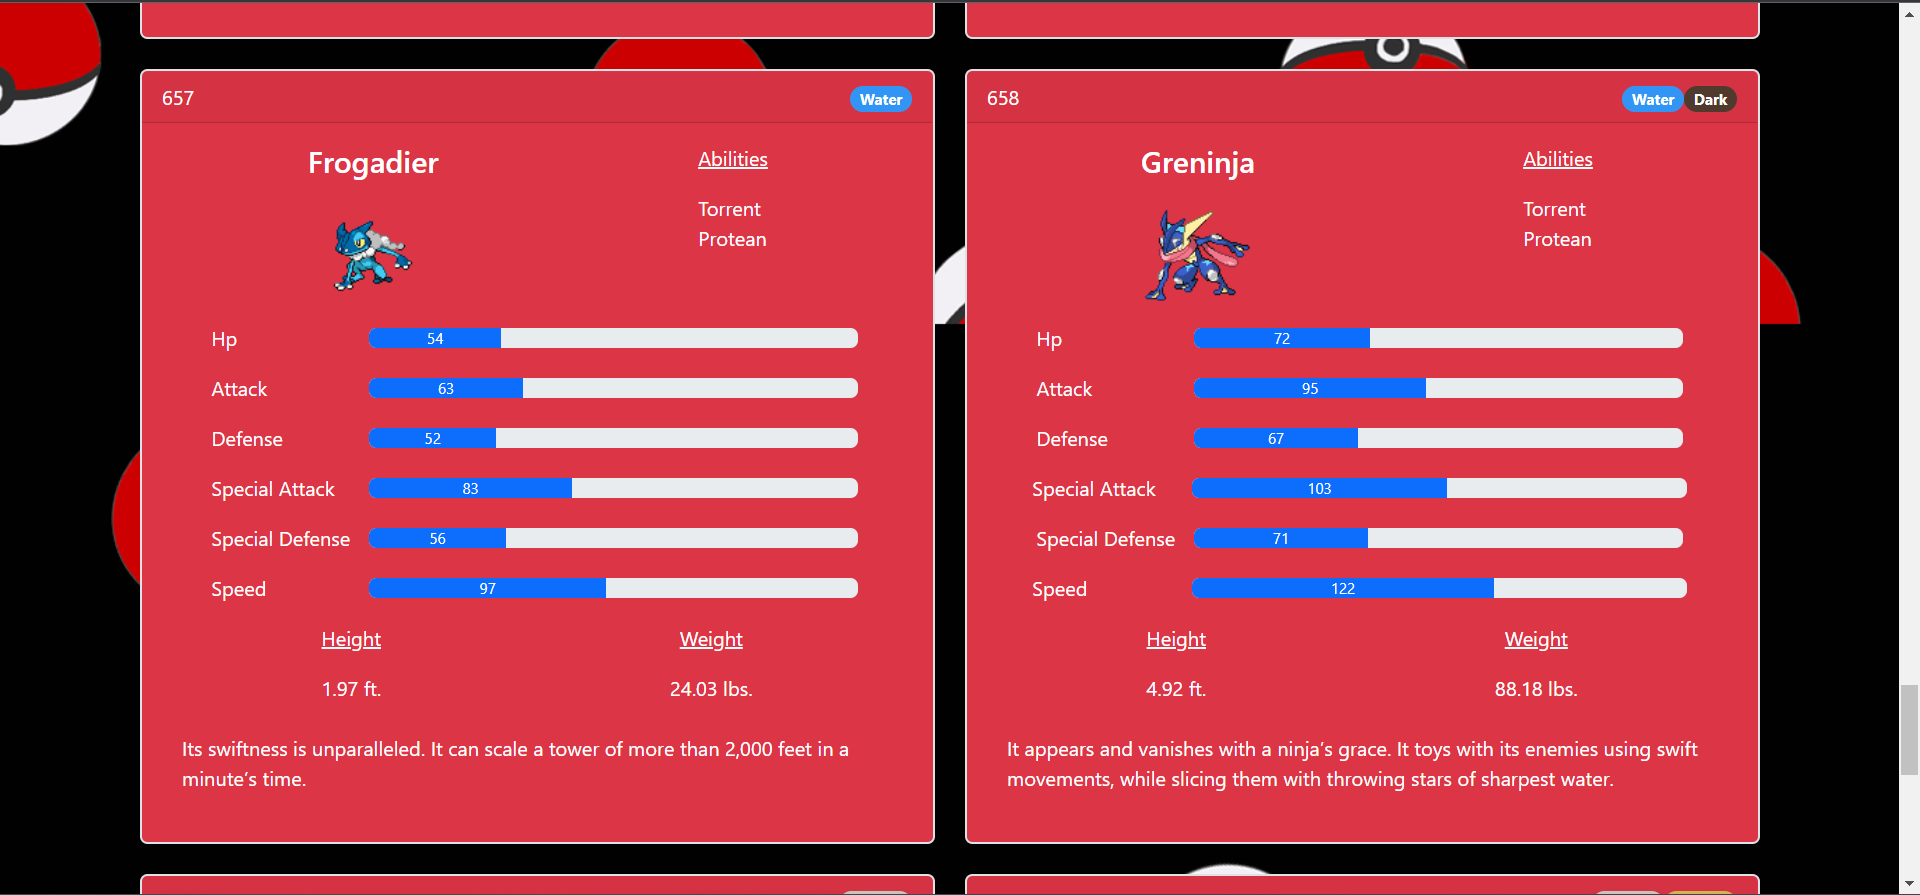 657
Water
Frogadier
Abilities
Torrent
Protean
Hp
54
Attack
63
Defense
52
Special Attack
83
Special Defense
56
Speed
97
Height
Weight
1.97 ft.
24.03 lbs.
Its swiftness is unparalleled. It can scale a tower of more than 2,000 feet in a
minute’s time.
658
Water
Dark
Greninja
Abilities
Torrent
Protean
Hp
72
Attack
95
Defense
67
Special Attack
103
Special Defense
71
Speed
122
Height
Weight
4.92 ft.
88.18 lbs.
It appears and vanishes with a ninja’s grace. It toys with its enemies using swift
movements, while slicing them with throwing stars of sharpest water.